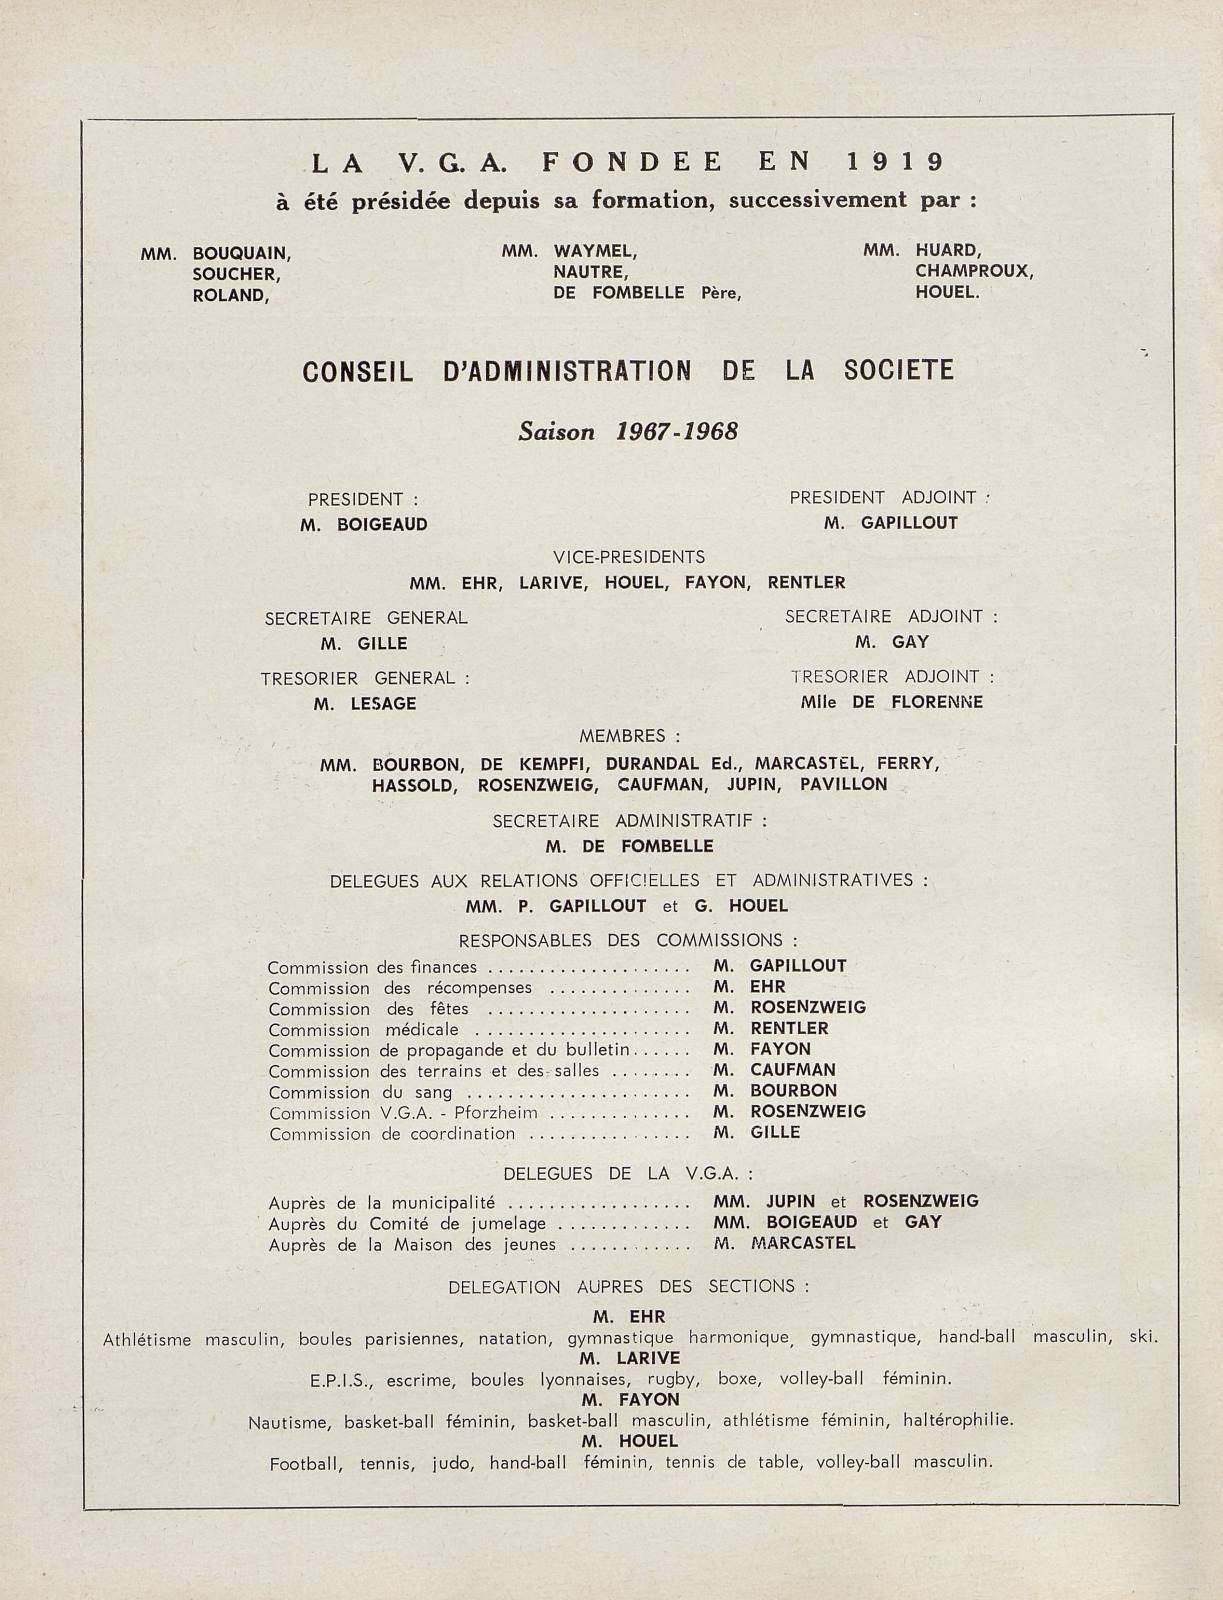 LA V.G.A. FONDEE EN 1919
à été présidée depuis sa formation, successivement par :
MM. BOUQUAIN,
SOUCHER,
ROLAND,
MM. WAYMEL,
NAUTRE,
DE FOMBELLE Père,
MM. HUARD,
CHAMPROUX,
HOUEL.
CONSEIL D'ADMINISTRATION DE LA SOCIETE
Saison 1967-1968
PRESIDENT :
M. BOIGEAUD
PRESIDENT ADJOINT :
M. GAPILLOUT
VICE-PRESIDENTS
MM. EHR, LARIVE, HOUEL, FAYON, RENTLER
SECRETAIRE GENERAL
M. GILLE
SECRETAIRE ADJOINT :
M. GAY
TRESORIER GENERAL :
M. LESAGE
TRESORIER ADJOINT :
Mlle DE FLORENNE
MEMBRES :
MM. BOURBON, DE KEMPFI, DURANDAL Ed., MARCASTEL, FERRY,
HASSOLD, ROSENZWEIG, CAUFMAN, JUPIN, PAVILLON
SECRETAIRE ADMINISTRATIF :
M. DE FOMBELLE
DELEGUES AUX RELATIONS OFFICIELLES ET ADMINISTRATIVES :
MM. P. GAPILLOUT et G. HOUEL
RESPONSABLES DES COMMISSIONS :
Commission des finances .................... M. GAPILLOUT
Commission des récompenses .............. M. EHR
Commission des fêtes .................... M. ROSENZWEIG
Commission médicale ..................... M. RENTLER
Commission de propagande et du bulletin...... M. FAYON
Commission des terrains et des salles ........ M. CAUFMAN
Commission du sang ...................... M. BOURBON
Commission V.G.A. - Pforzheim .............. M. ROSENZWEIG
Commission de coordination ................ M. GILLE
DELEGUES DE LA V.G.A. :
Auprès de la municipalité .................. MM. JUPIN et ROSENZWEIG
Auprès du Comité de jumelage ............. MM. BOIGEAUD et GAY
Auprès de la Maison des jeunes ............ M. MARCASTEL
DELEGATION AUPRES DES SECTIONS :
M. EHR
Athlétisme masculin, boules parisiennes, natation, gymnastique harmonique, gymnastique, hand-ball masculin, ski.
M. LARIVE
E.P.I.S., escrime, boules lyonnaises, rugby, boxe, volley-ball féminin.
M. FAYON
Nautisme, basket-ball féminin, basket-ball masculin, athlétisme féminin, haltérophilie.
M. HOUEL
Football, tennis, judo, hand-ball féminin, tennis de table, volley-ball masculin.